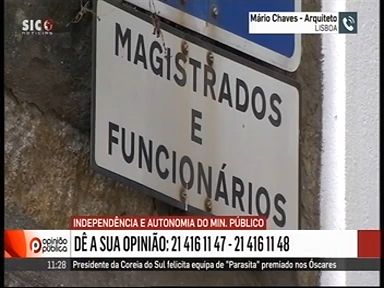 SIC
NOTÍCIAS
Mário Chaves - Arquiteto
LISBOA
MAGISTRADOS
E
FUNCIONÁRIOS
INDEPENDÊNCIA E AUTONOMIA DO MIN. PÚBLICO
opinião
pública
DÊ A SUA OPINIÃO: 21 416 11 47 - 21 416 11 48
11:28 Presidente da Coreia do Sul felicita equipa de "Parasita" premiado nos Óscares